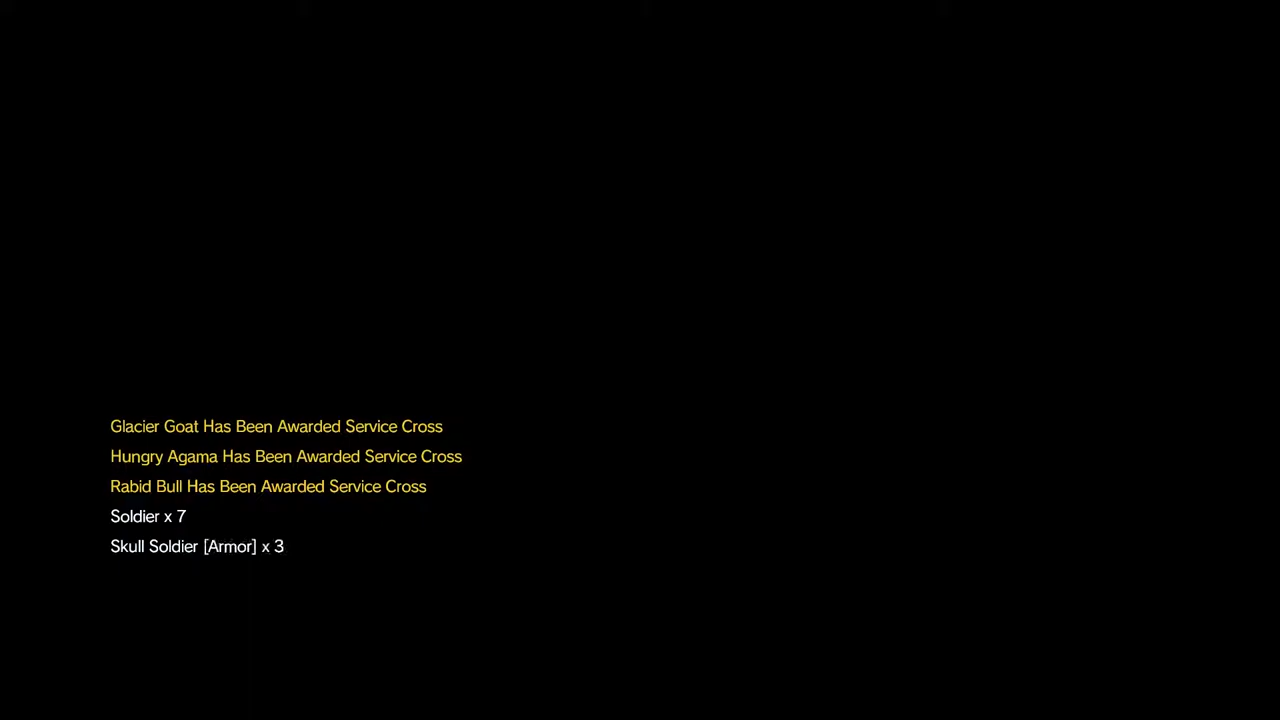 Glacier Goat Has Been Awarded Service Cross
Hungry Agama Has Been Awarded Service Cross
Rabid Bull Has Been Awarded Service Cross
Soldier x 7
Skull Soldier [Armor] x 3